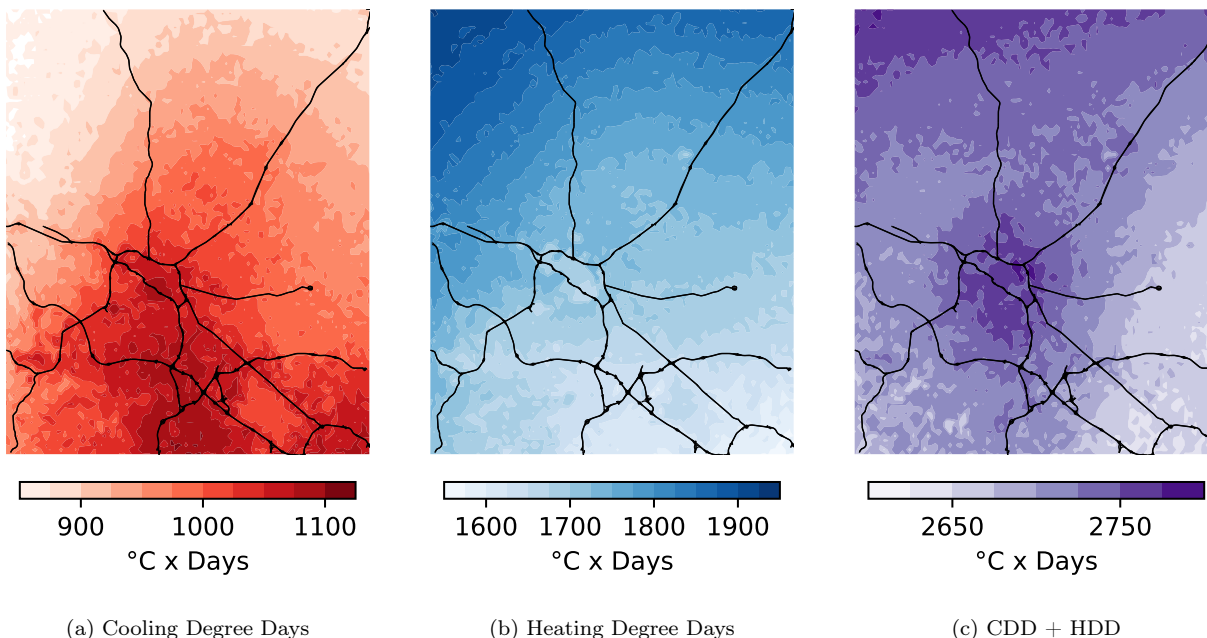 900 1000 1100
°C x Days
(a) Cooling Degree Days
1600 1700 1800 1900
°C x Days
(b) Heating Degree Days
2650 2750
°C x Days
(c) CDD + HDD